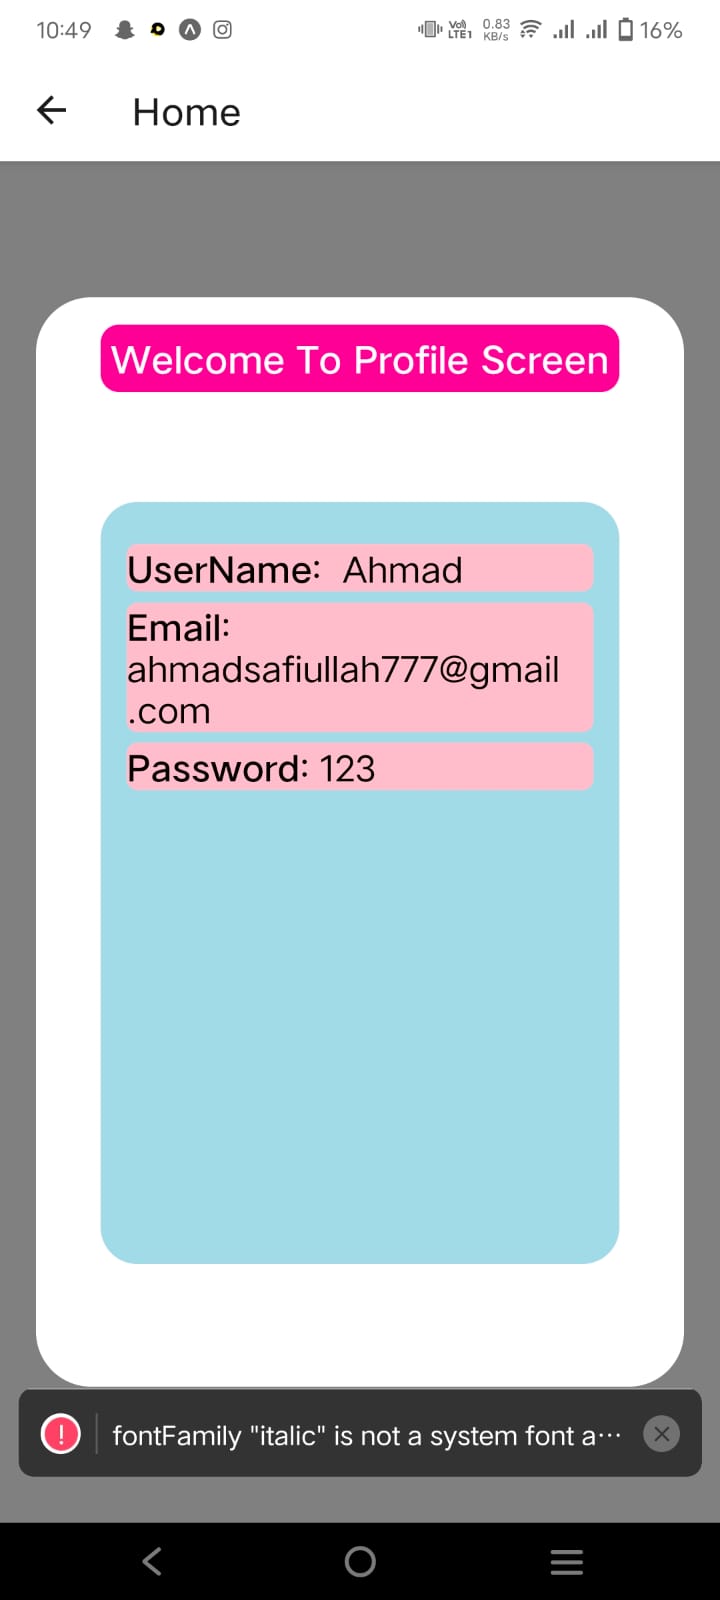 10:49 Vo) LTE1 0.83 KB/s 16%
Home
Welcome To Profile Screen
UserName: Ahmad
Email:
ahmadsafiullah777@gmail
.com
Password: 123
! fontFamily "italic" is not a system font a...